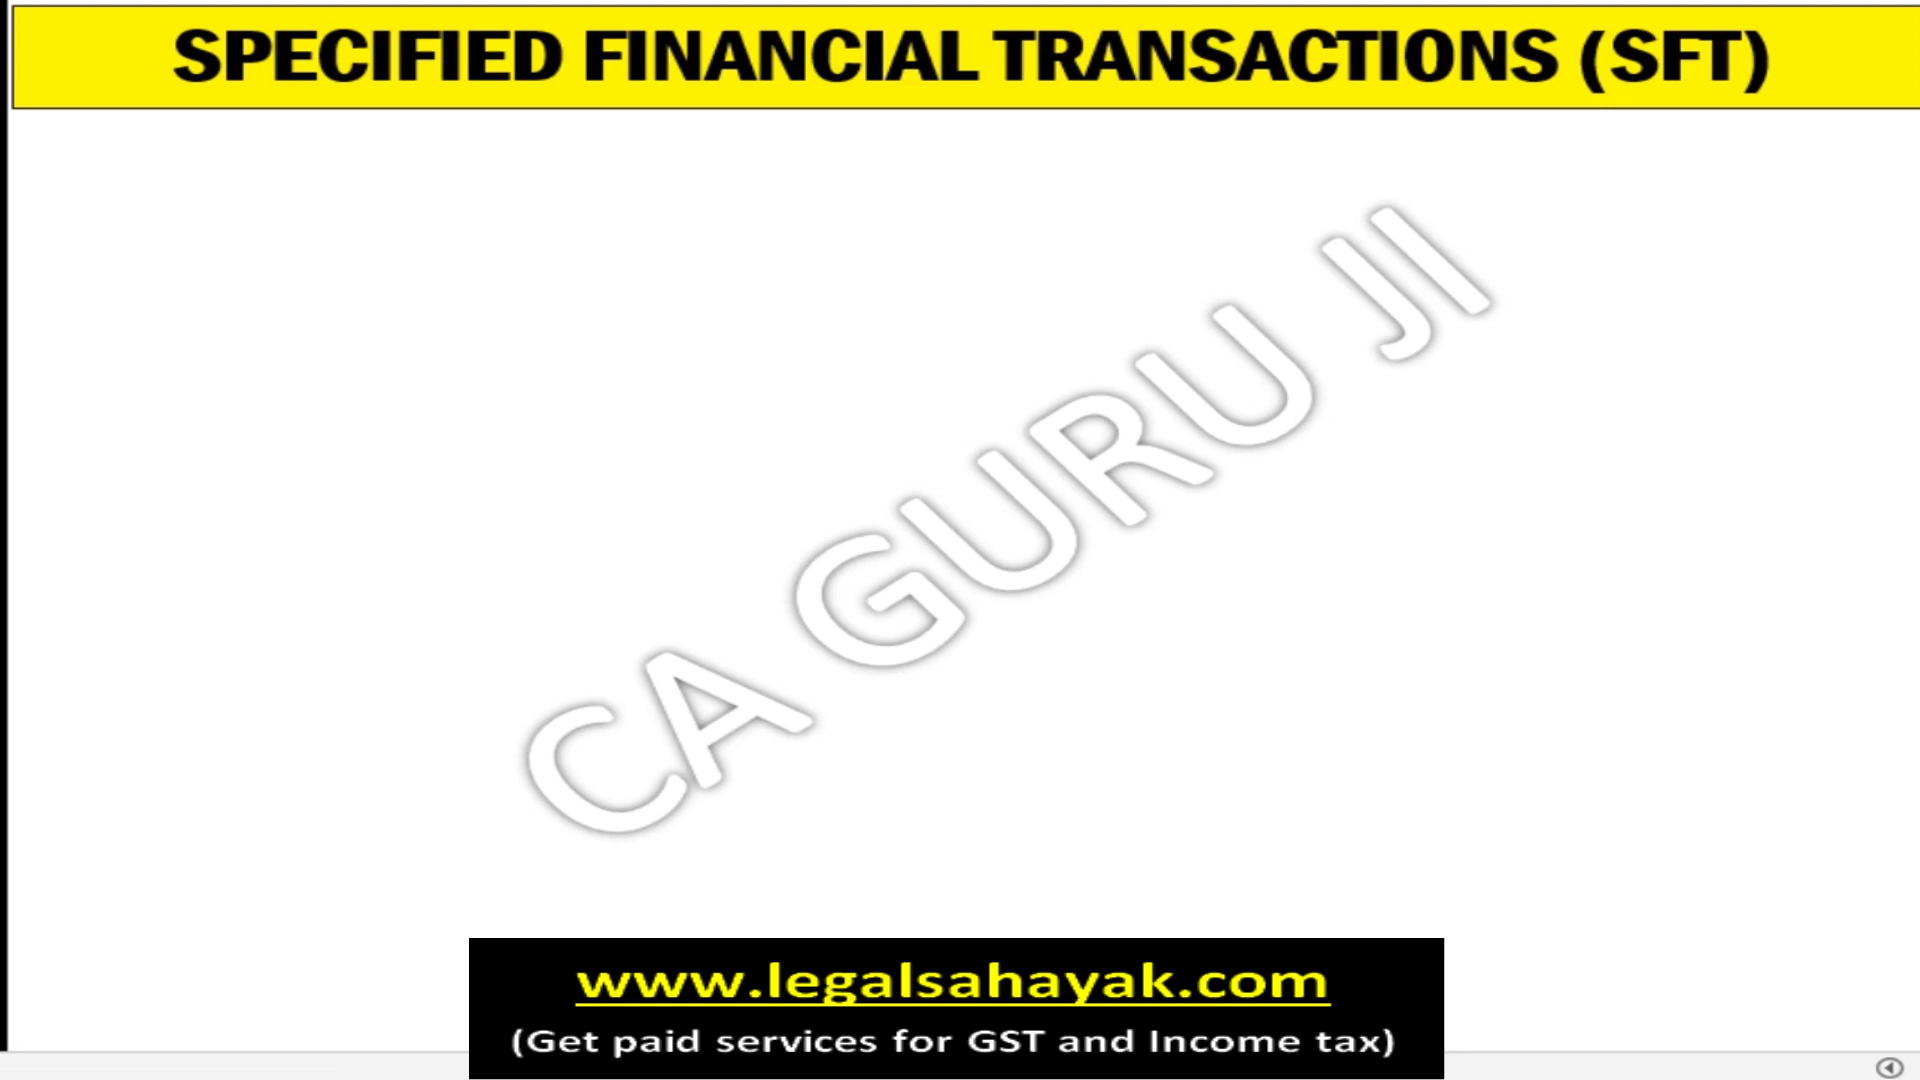 SPECIFIED FINANCIAL TRANSACTIONS (SFT)
CA GURU JI
www.legalsahayak.com
(Get paid services for GST and Income tax)